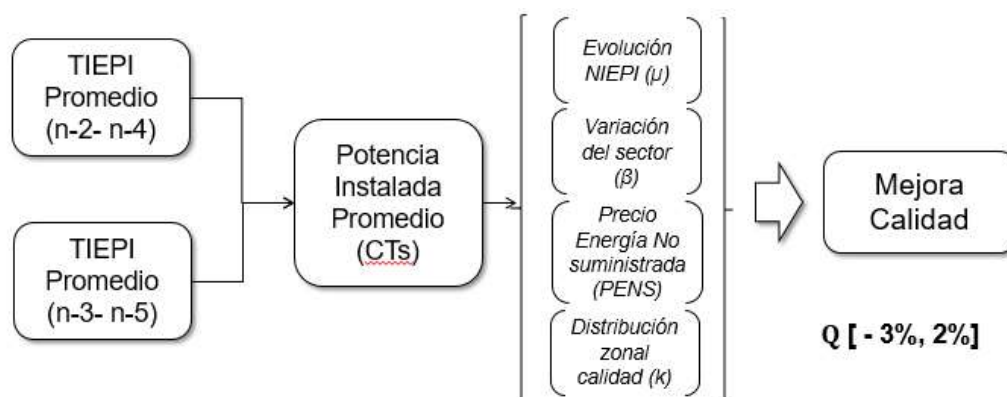 TIEPI
Promedio
(n-2- n-4)
TIEPI
Promedio
(n-3- n-5)
Potencia
Instalada
Promedio
(CTs)
Evolución
NIEPI (μ)
Variación
del sector
(β)
Precio
Energía No
suministrada
(PENS)
Distribución
zonal
calidad (k)
Mejora
Calidad
Q [ - 3%, 2%]